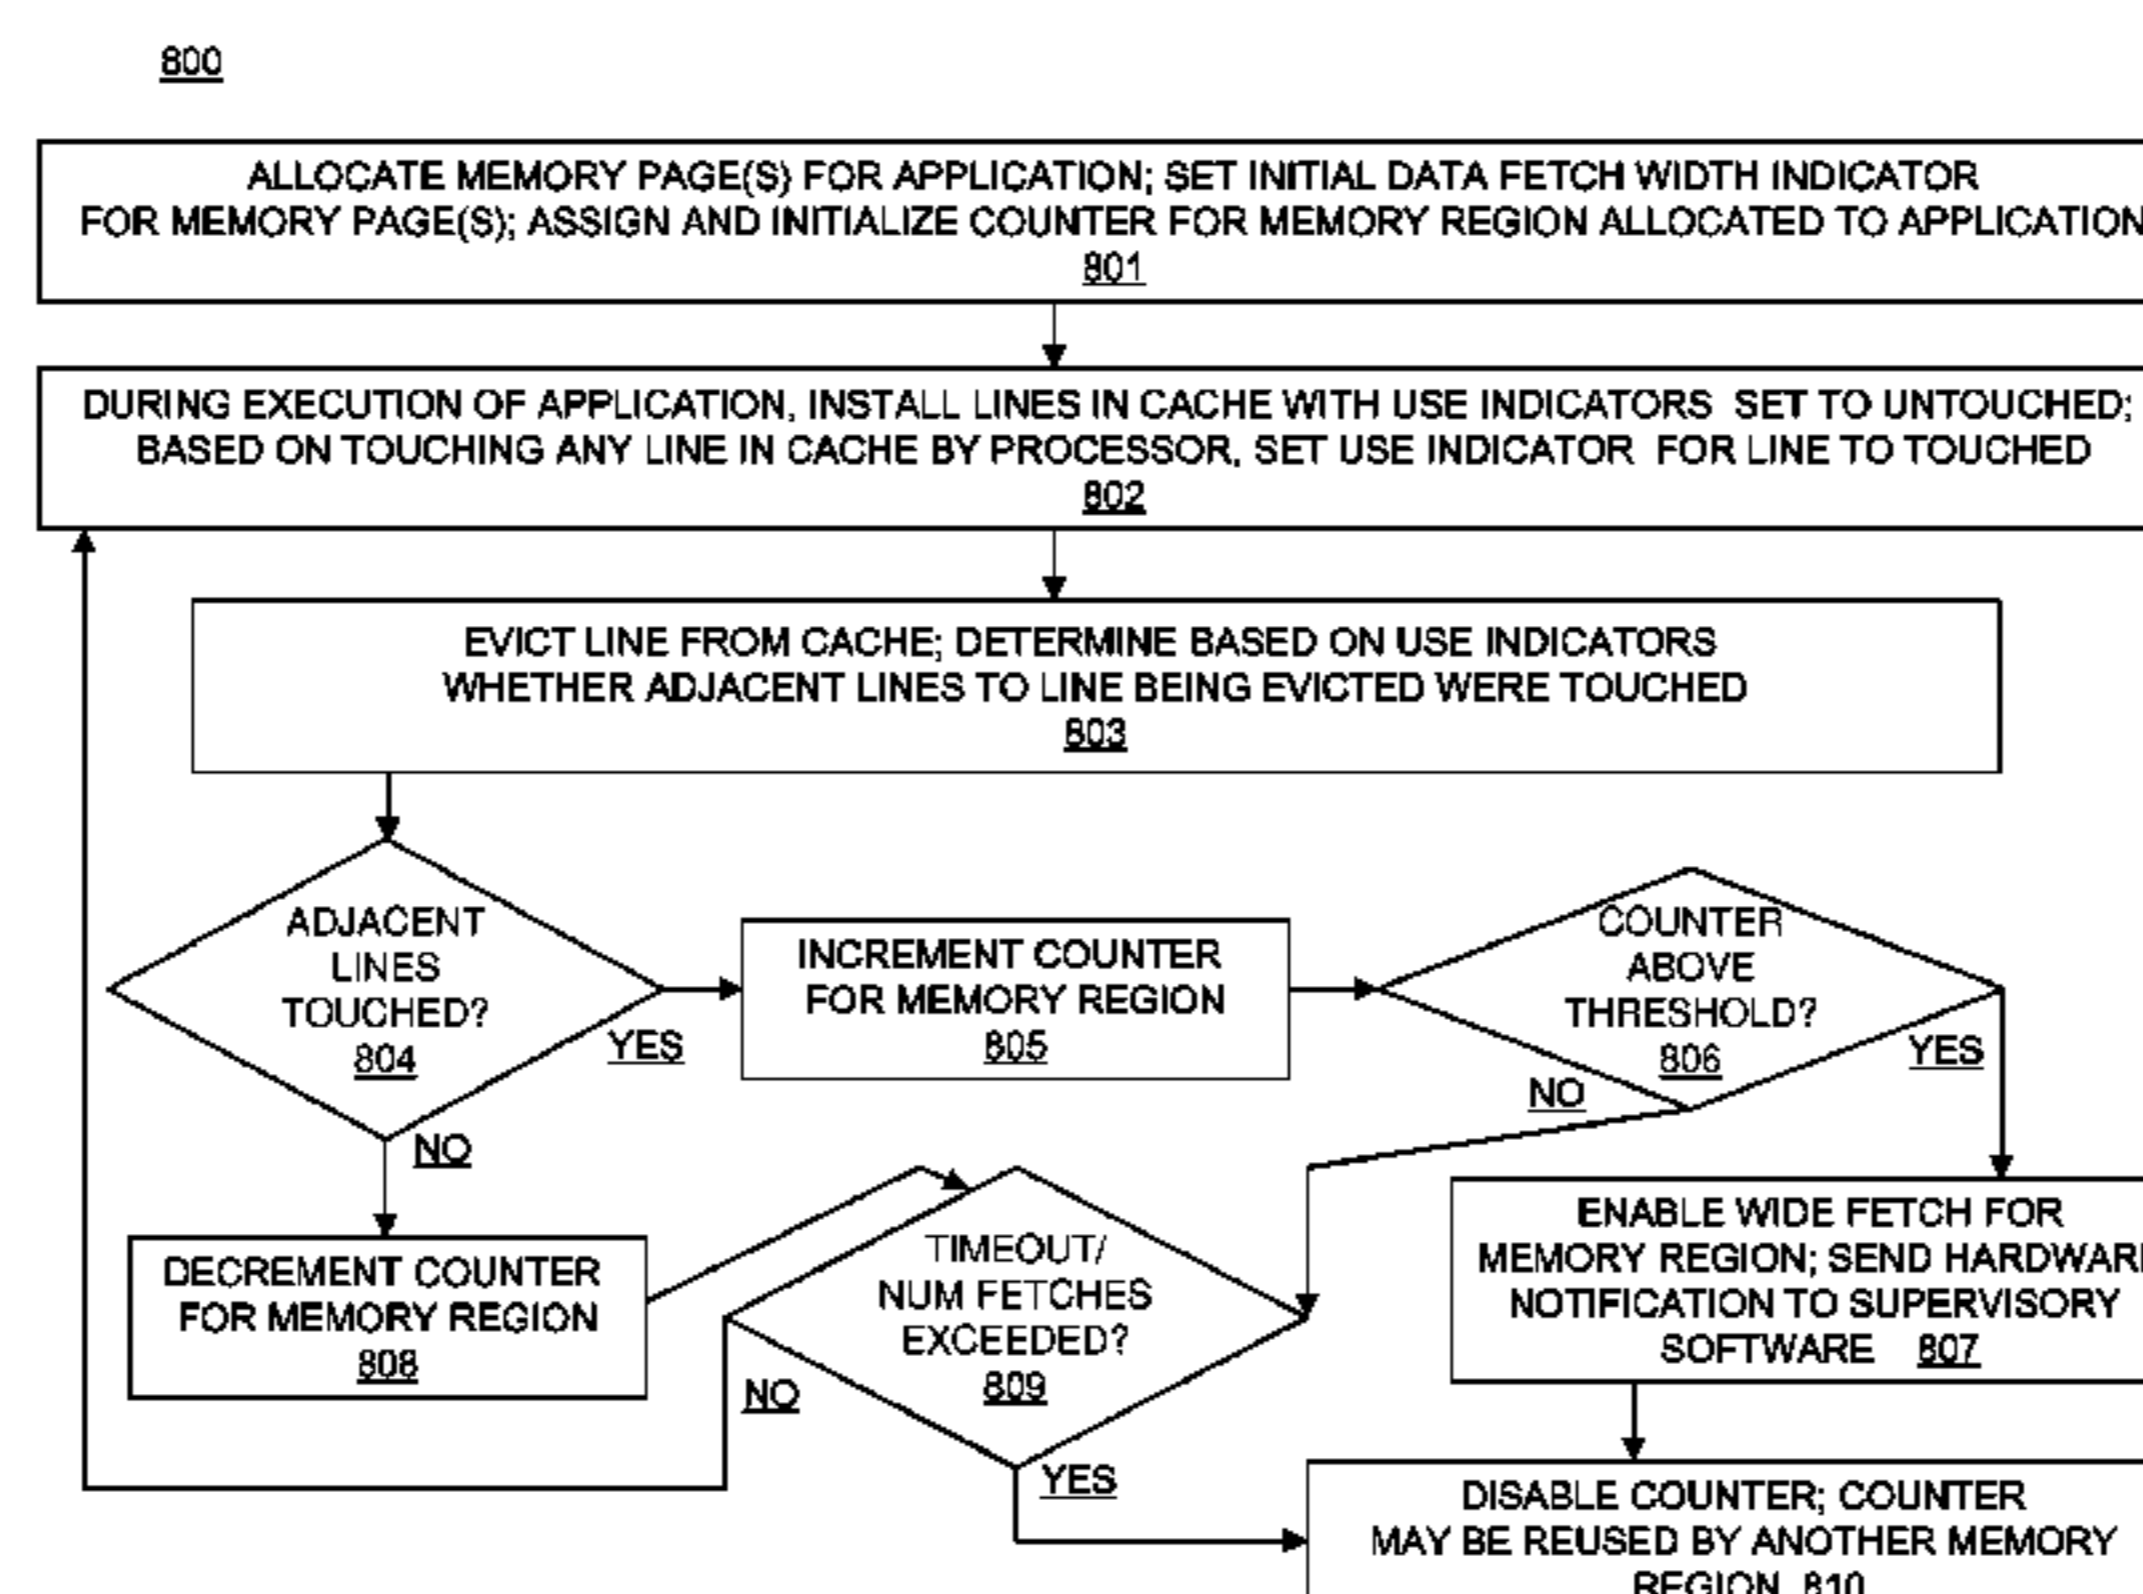 800
ALLOCATE MEMORY PAGE(S) FOR APPLICATION; SET INITIAL DATA FETCH WIDTH INDICATOR
FOR MEMORY PAGE(S); ASSIGN AND INITIALIZE COUNTER FOR MEMORY REGION ALLOCATED TO APPLICATION
801
DURING EXECUTION OF APPLICATION, INSTALL LINES IN CACHE WITH USE INDICATORS SET TO UNTOUCHED;
BASED ON TOUCHING ANY LINE IN CACHE BY PROCESSOR, SET USE INDICATOR FOR LINE TO TOUCHED
802
EVICT LINE FROM CACHE; DETERMINE BASED ON USE INDICATORS
WHETHER ADJACENT LINES TO LINE BEING EVICTED WERE TOUCHED
803
ADJACENT
LINES
TOUCHED?
804
YES
NO
INCREMENT COUNTER
FOR MEMORY REGION
805
COUNTER
ABOVE
THRESHOLD?
806
NO
YES
DECREMENT COUNTER
FOR MEMORY REGION
808
TIMEOUT/
NUM FETCHES
EXCEEDED?
809
NO
YES
ENABLE WIDE FETCH FOR
MEMORY REGION; SEND HARDWARE
NOTIFICATION TO SUPERVISORY
SOFTWARE 807
DISABLE COUNTER; COUNTER
MAY BE REUSED BY ANOTHER MEMORY
REGION 810